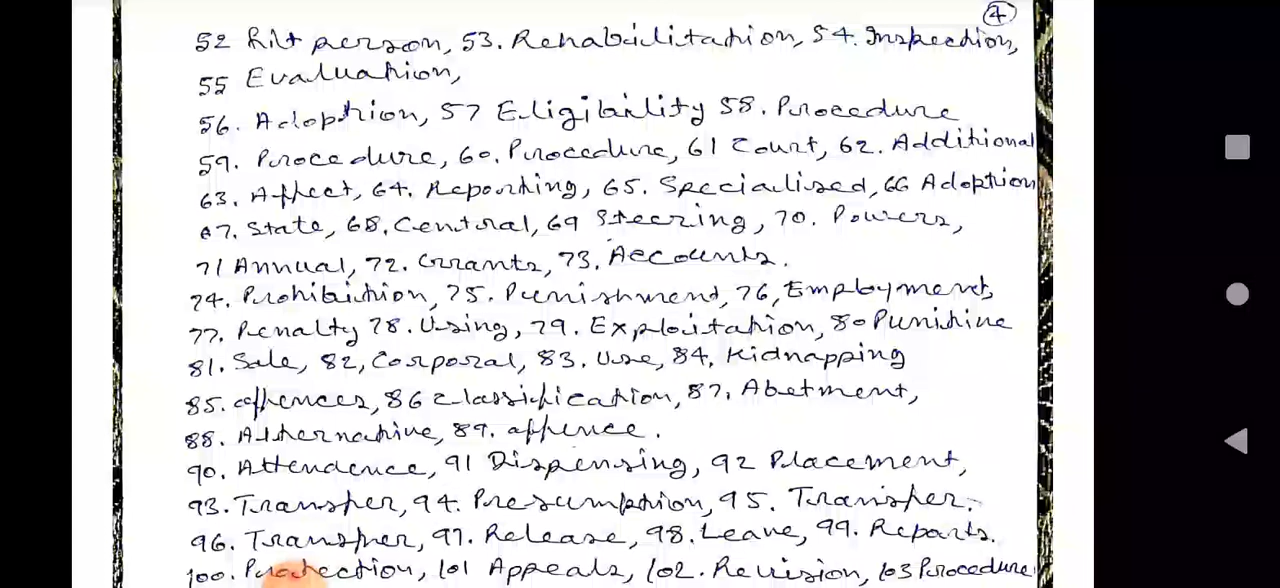 4
52 Fit person, 53. Rehabilitation, 54. Inspection,
55 Evaluation,
56. Adoption, 57 Eligibility 58. Procedure
59. Procedure, 60. Procedure, 61 Court, 62. Additional
63. Affect, 64. Reporting, 65. Specialised, 66 Adoption
67. State, 68. Central, 69 Steering, 70. Powers,
71 Annual, 72. Grants, 73. Accounts.
74. Prohibition, 75. Punishment, 76, Employment,
77. Penalty 78. Using, 79. Exploitation, 80 Punitine
81. Sale, 82, Corporal, 83. Use, 84. Kidnapping
85. offences, 86 classification, 87. Abetment,
88. Alternative, 89. offence.
90. Attendence, 91 Dispensing, 92 Placement,
93. Transfer, 94. Presumption, 95. Transfer.
96. Transfer, 97. Release, 98. Leave, 99. Reports.
100. Protection, 101 Appeals, 102. Revision, 103 Procedure